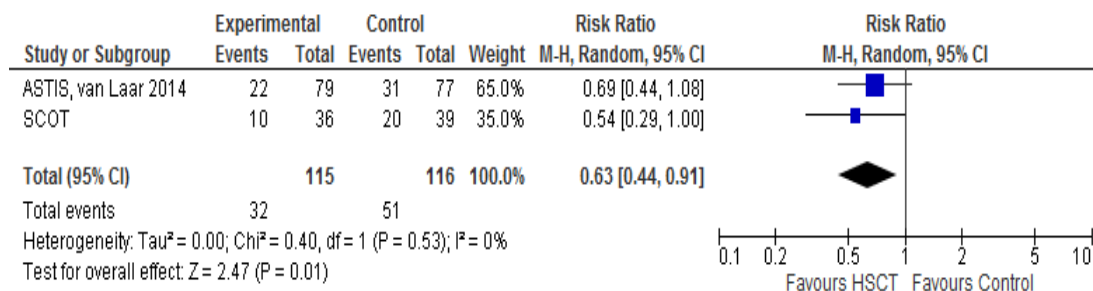 Experimental Control Risk Ratio Risk Ratio
Study or Subgroup Events Total Events Total Weight M-H, Random, 95% CI M-H, Random, 95% CI
ASTIS, van Laar 2014 22 79 31 77 65.0% 0.69 [0.44, 1.08]
SCOT 10 36 20 39 35.0% 0.54 [0.29, 1.00]
Total (95% CI) 115 116 100.0% 0.63 [0.44, 0.91]
Total events 32 51
Heterogeneity: Tau² = 0.00; Chi² = 0.40, df = 1 (P = 0.53); I² = 0%
Test for overall effect: Z = 2.47 (P = 0.01)
0.1 0.2 0.5 1 2 5 10
Favours HSCT Favours Control